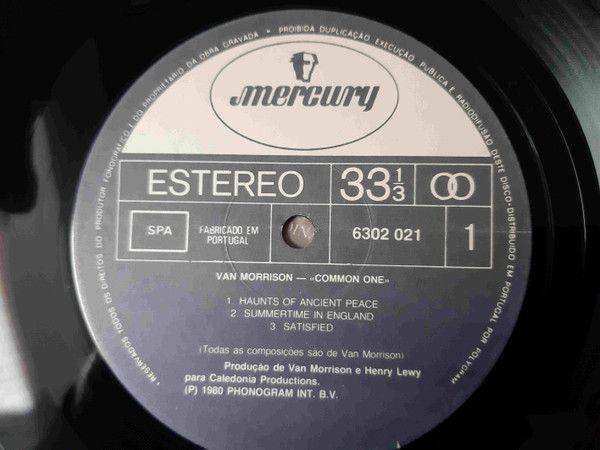 • RESERVADOS TODOS OS DIREITOS DO PRODUTOR FONOGRÁFICO E DO PROPRIETÁRIO DA OBRA GRAVADA • PROIBIDA DUPLICAÇÃO, EXECUÇÃO PÚBLICA E RADIODIFUSÃO DESTE DISCO - DISTRIBUIDO EM PORTUGAL POR POLYGRAM
mercury
ESTEREO 33 1/3
SPA FABRICADO EM PORTUGAL 6302 021 1
VAN MORRISON — «COMMON ONE»
1. HAUNTS OF ANCIENT PEACE
2. SUMMERTIME IN ENGLAND
3 SATISFIED
(Todas as composições são de Van Morrison)
Produção de Van Morrison e Henry Lewy
para Caledonia Productions.
(P) 1980 PHONOGRAM INT. B.V.